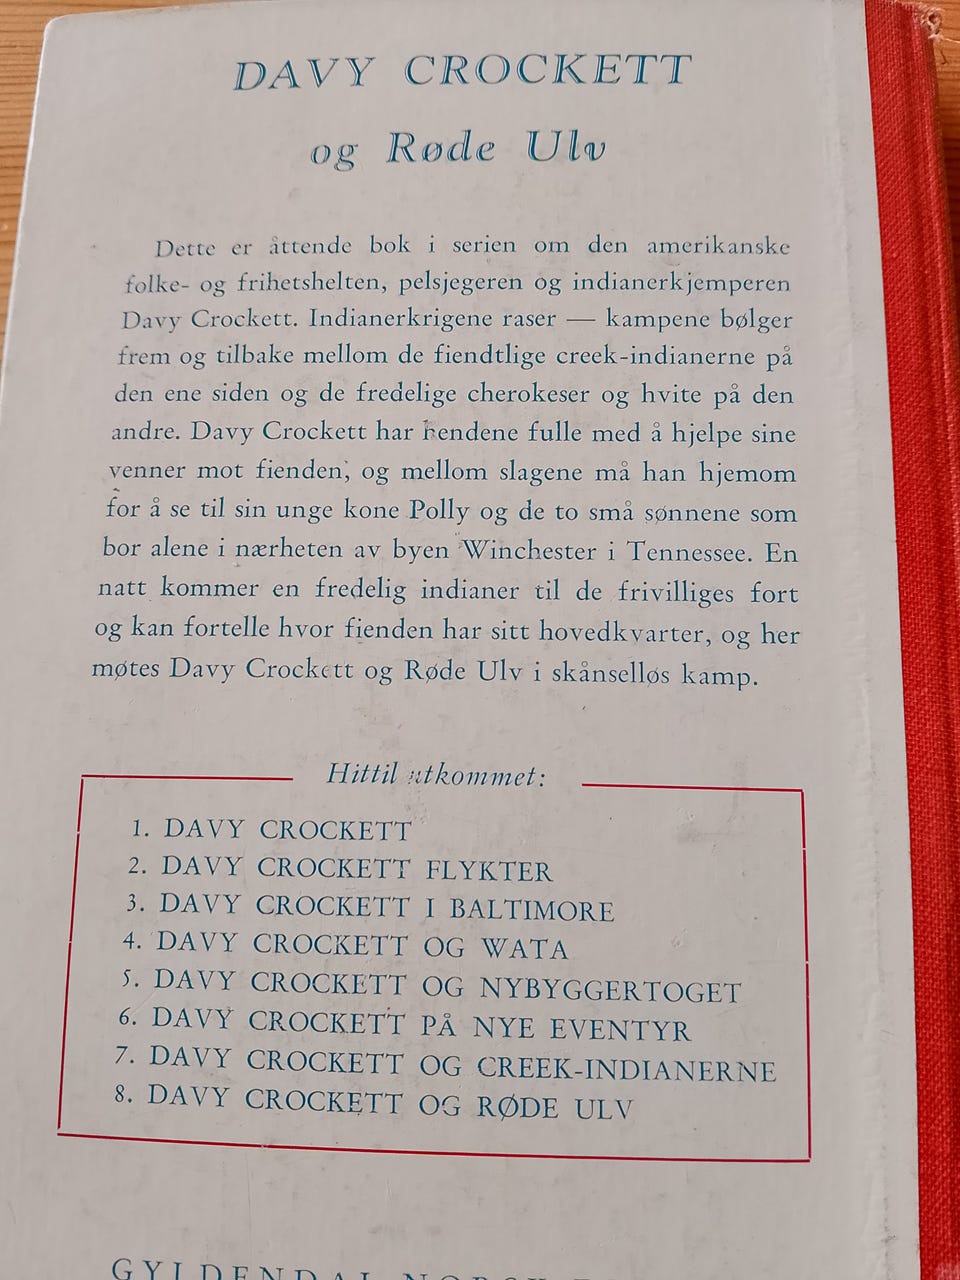 DAVY CROCKETT
og Røde Ulv
Dette er åttende bok i serien om den amerikanske
folke- og frihetshelten, pelsjegeren og indianerkjemperen
Davy Crockett. Indianerkrigene raser — kampene bølger
frem og tilbake mellom de fiendtlige creek-indianerne på
den ene siden og de fredelige cherokeser og hvite på den
andre. Davy Crockett har hendene fulle med å hjelpe sine
venner mot fienden, og mellom slagene må han hjemom
for å se til sin unge kone Polly og de to små sønnene som
bor alene i nærheten av byen Winchester i Tennessee. En
natt kommer en fredelig indianer til de frivilliges fort
og kan fortelle hvor fienden har sitt hovedkvarter, og her
møtes Davy Crockett og Røde Ulv i skånselløs kamp.
Hittil utkommet:
1. DAVY CROCKETT
2. DAVY CROCKETT FLYKTER
3. DAVY CROCKETT I BALTIMORE
4. DAVY CROCKETT OG WATA
5. DAVY CROCKETT OG NYBYGGERTOGET
6. DAVY CROCKETT PÅ NYE EVENTYR
7. DAVY CROCKETT OG CREEK-INDIANERNE
8. DAVY CROCKETT OG RØDE ULV
GYLDENDAL NORSK